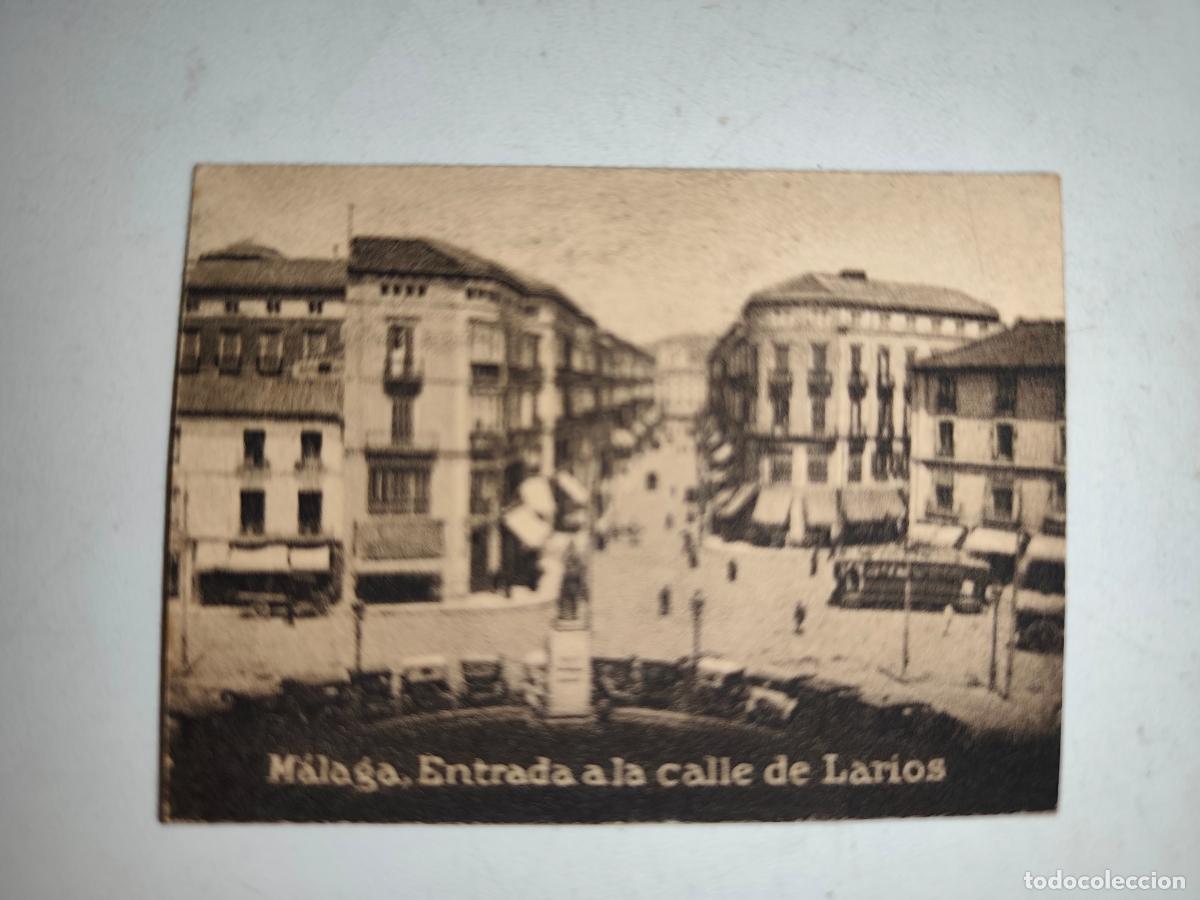 Málaga. Entrada a la calle de Larios
todocoleccion